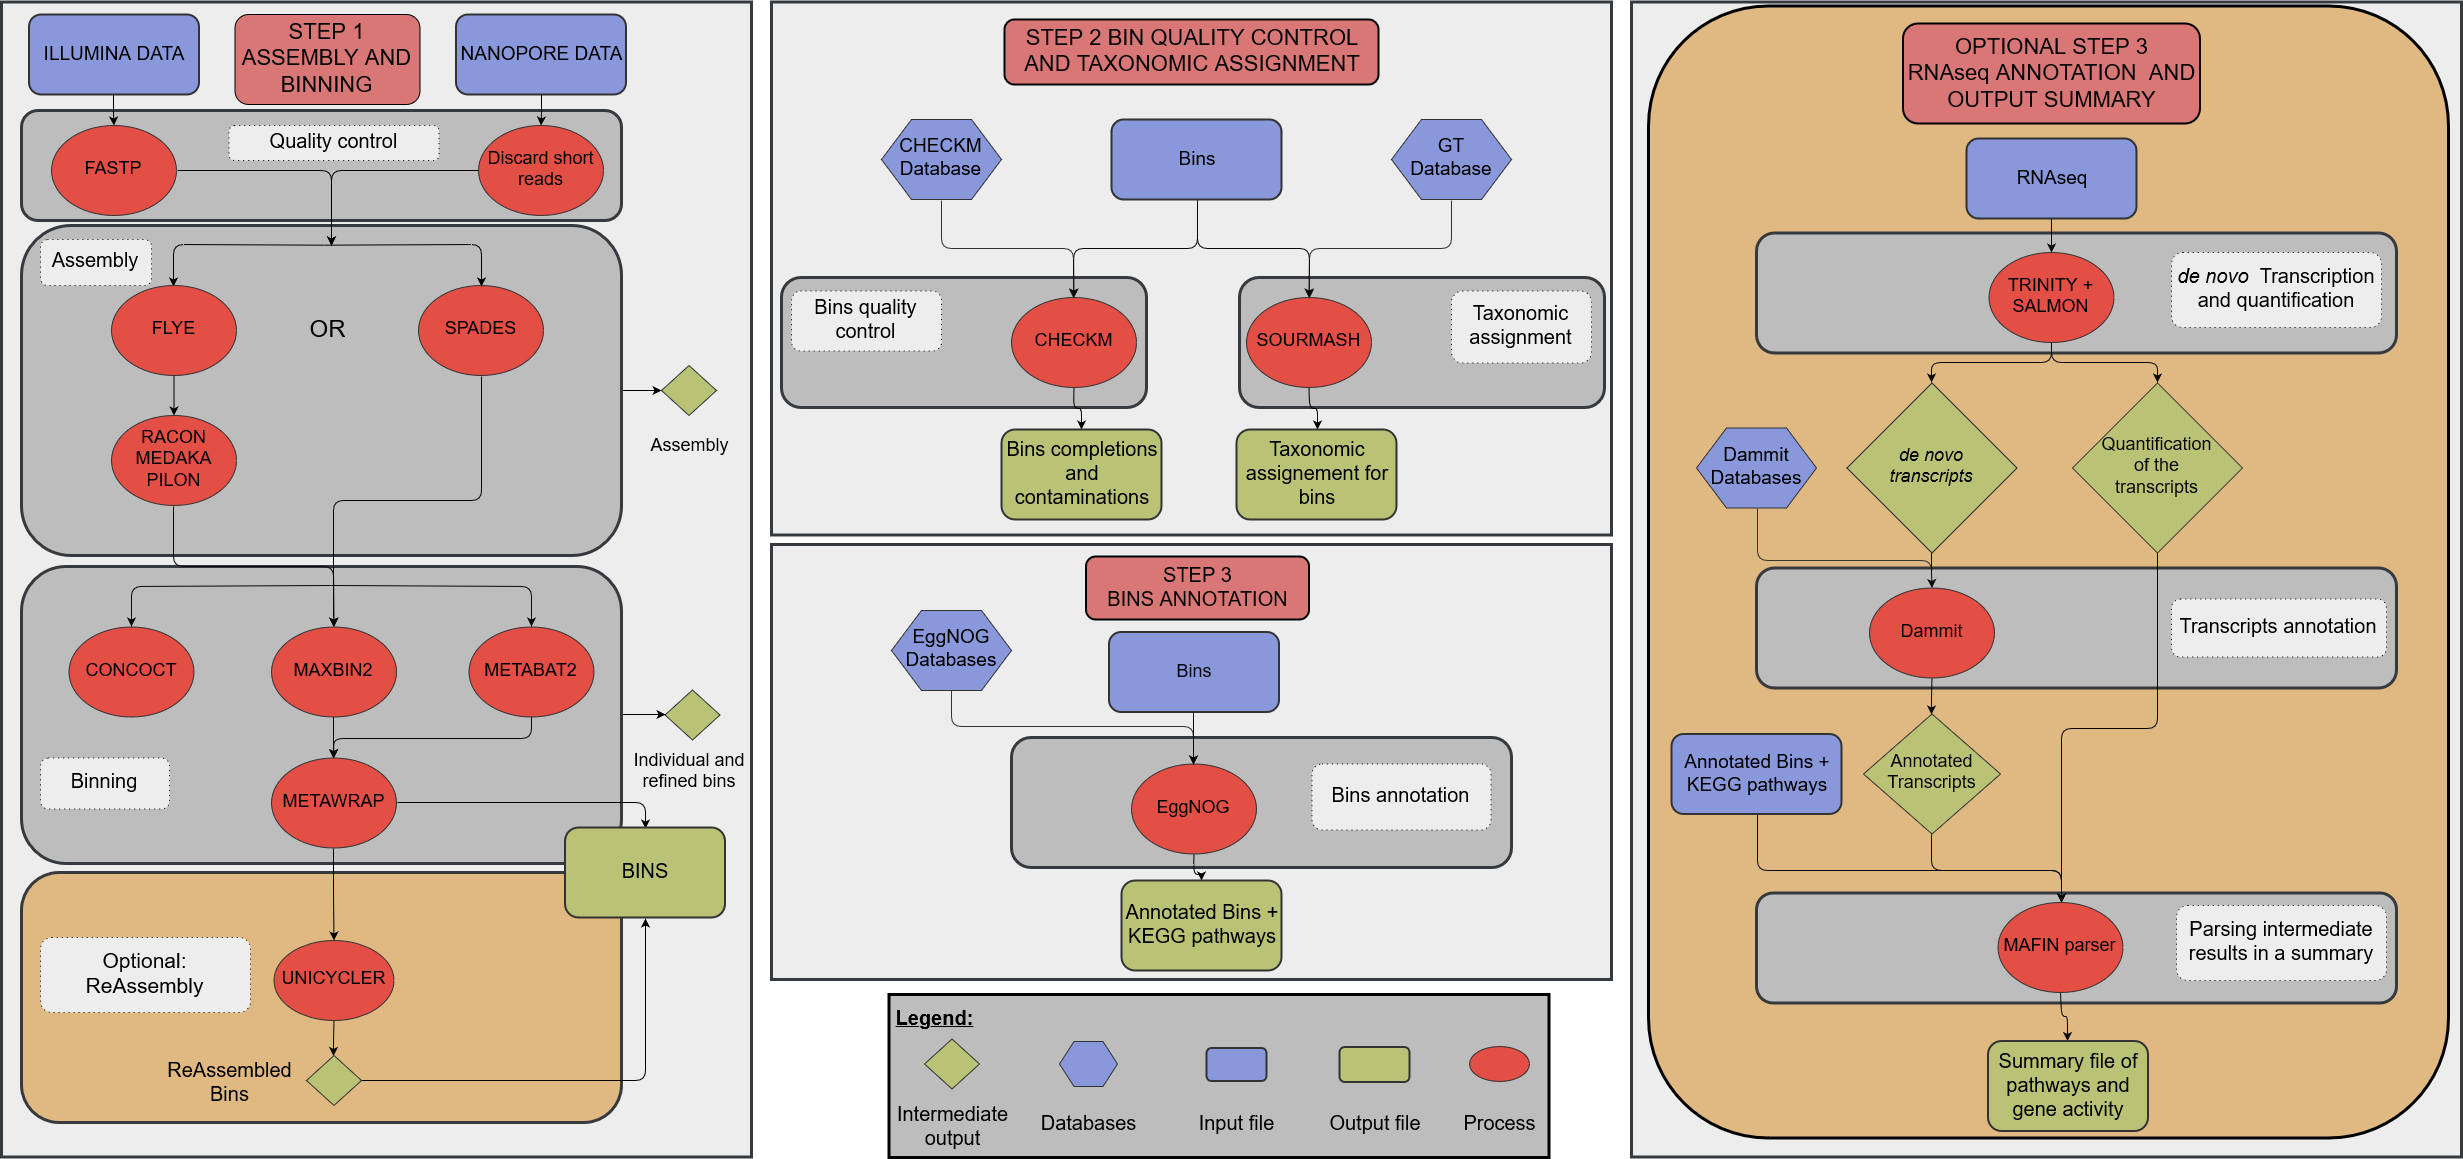 ILLUMINA DATA
STEP 1
ASSEMBLY AND
BINNING
NANOPORE DATA
Quality control
FASTP
Discard short
reads
Assembly
FLYE
OR
SPADES
RACON
MEDAKA
PILON
Assembly
CONCOCT
MAXBIN2
METABAT2
Binning
METAWRAP
Individual and
refined bins
BINS
Optional:
ReAssembly
UNICYCLER
ReAssembled
Bins
STEP 2 BIN QUALITY CONTROL
AND TAXONOMIC ASSIGNMENT
CHECKM
Database
Bins
GT
Database
Bins quality
control
CHECKM
SOURMASH
Taxonomic
assignment
Bins completions
and
contaminations
Taxonomic
assignement for
bins
STEP 3
BINS ANNOTATION
EggNOG
Databases
Bins
EggNOG
Bins annotation
Annotated Bins +
KEGG pathways
Legend:
Intermediate
output
Databases
Input file
Output file
Process
OPTIONAL STEP 3
RNAseq ANNOTATION AND
OUTPUT SUMMARY
RNAseq
TRINITY +
SALMON
de novo Transcription
and quantification
Dammit
Databases
de novo
transcripts
Quantification
of the
transcripts
Dammit
Transcripts annotation
Annotated Bins +
KEGG pathways
Annotated
Transcripts
MAFIN parser
Parsing intermediate
results in a summary
Summary file of
pathways and
gene activity